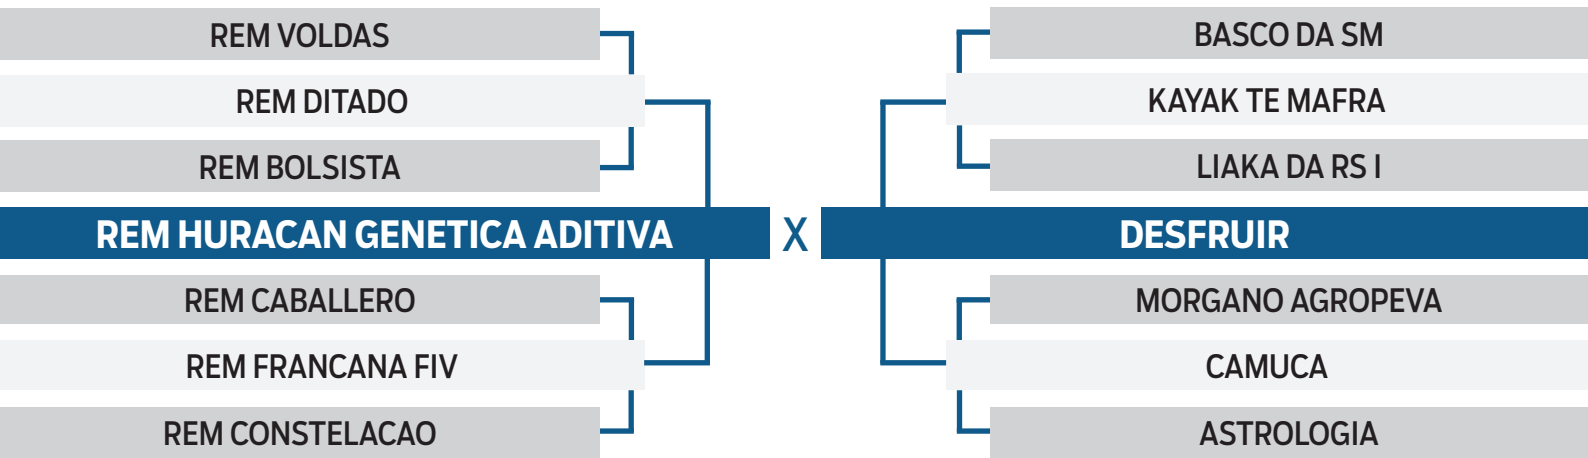 REM VOLDAS
REM DITADO
REM BOLSISTA
REM HURACAN GENETICA ADITIVA
REM CABALLERO
REM FRANCANA FIV
REM CONSTELACAO
X
BASCO DA SM
KAYAK TE MAFRA
LIAKA DA RS I
DESFRUIR
MORGANO AGROPEVA
CAMUCA
ASTROLOGIA